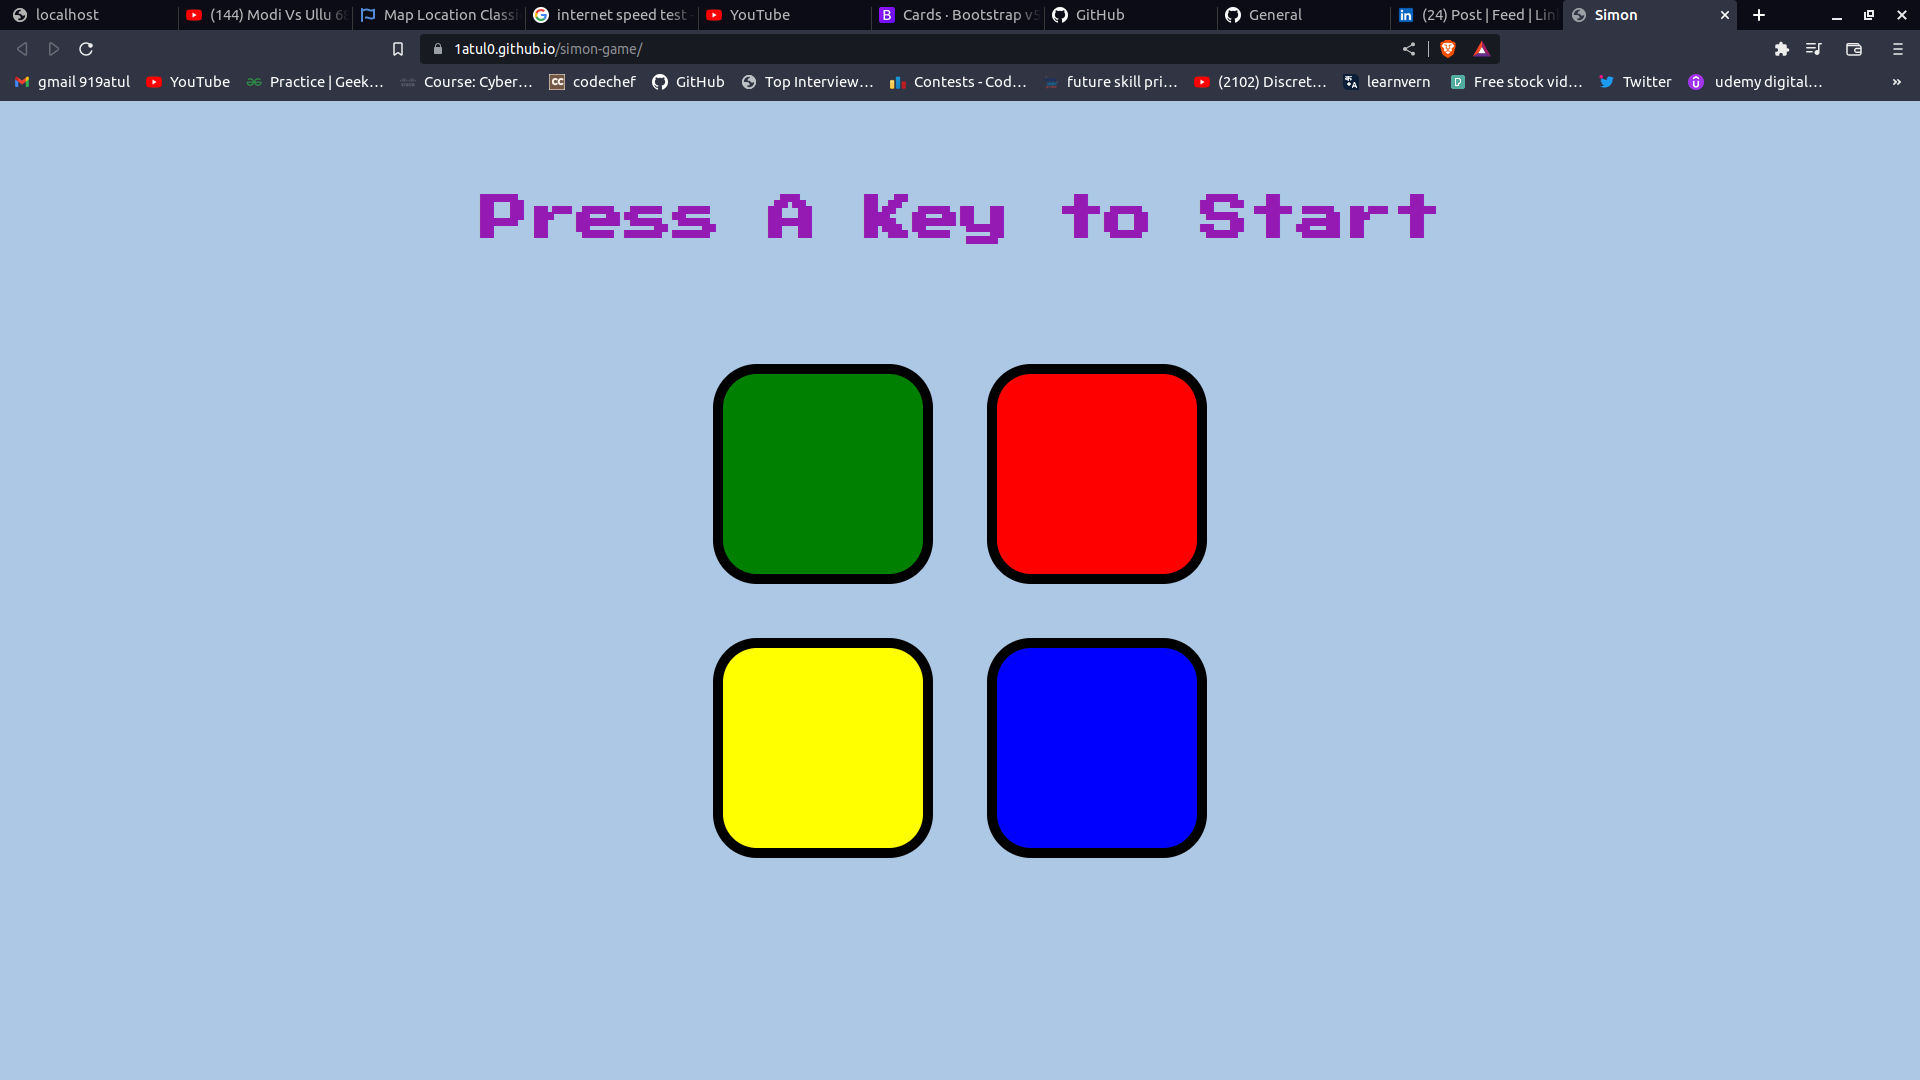 localhost (144) Modi Vs Ullu Map Location Classi internet speed test - YouTube Cards · Bootstrap v5 GitHub General (24) Post | Feed | Lin Simon
1atul0.github.io/simon-game/
gmail 919atul YouTube Practice | Geek… Course: Cyber… CC codechef GitHub Top Interview… Contests - Cod… future skill pri… (2102) Discret… learnvern Free stock vid… Twitter udemy digital… »
Press A Key to Start